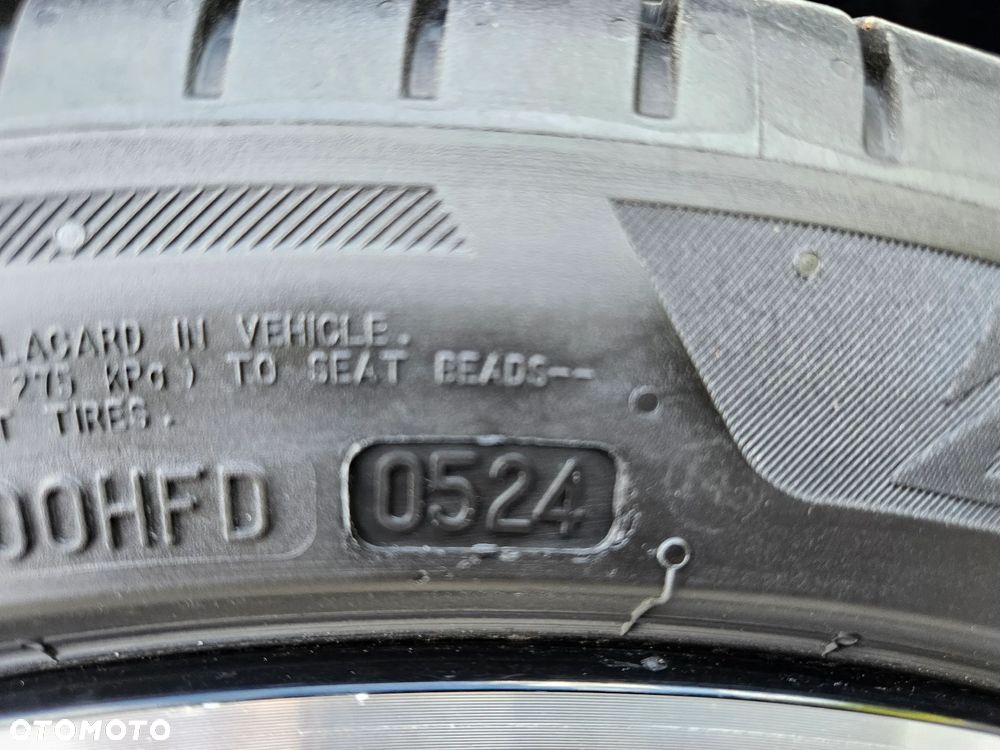 LACARD IN VEHICLE.
275 kPa) TO SEAT BEADS--
T TIRES.
00HFD 0524
OTOMOTO